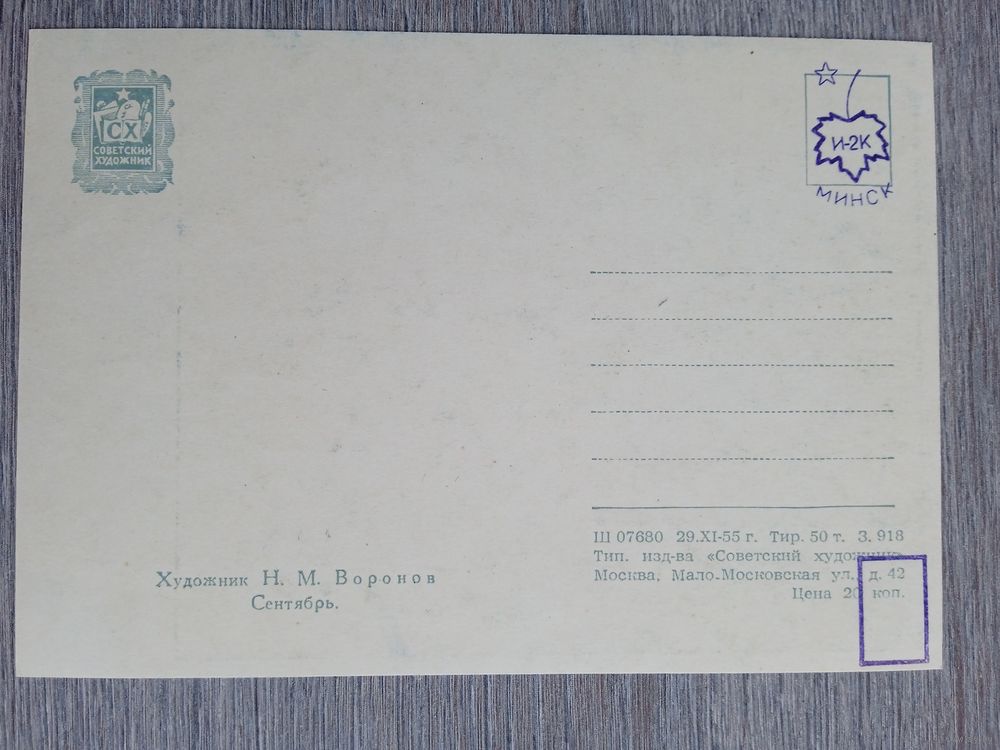 СХ
СОВЕТСКИЙ
ХУДОЖНИК
И-2К
МИНСК
Художник Н. М. Воронов
Сентябрь.
Ш 07680 29.XI-55 г. Тир. 50 т. З. 918
Тип. изд-ва «Советский художник»
Москва, Мало-Московская ул., д. 42
Цена 20 коп.